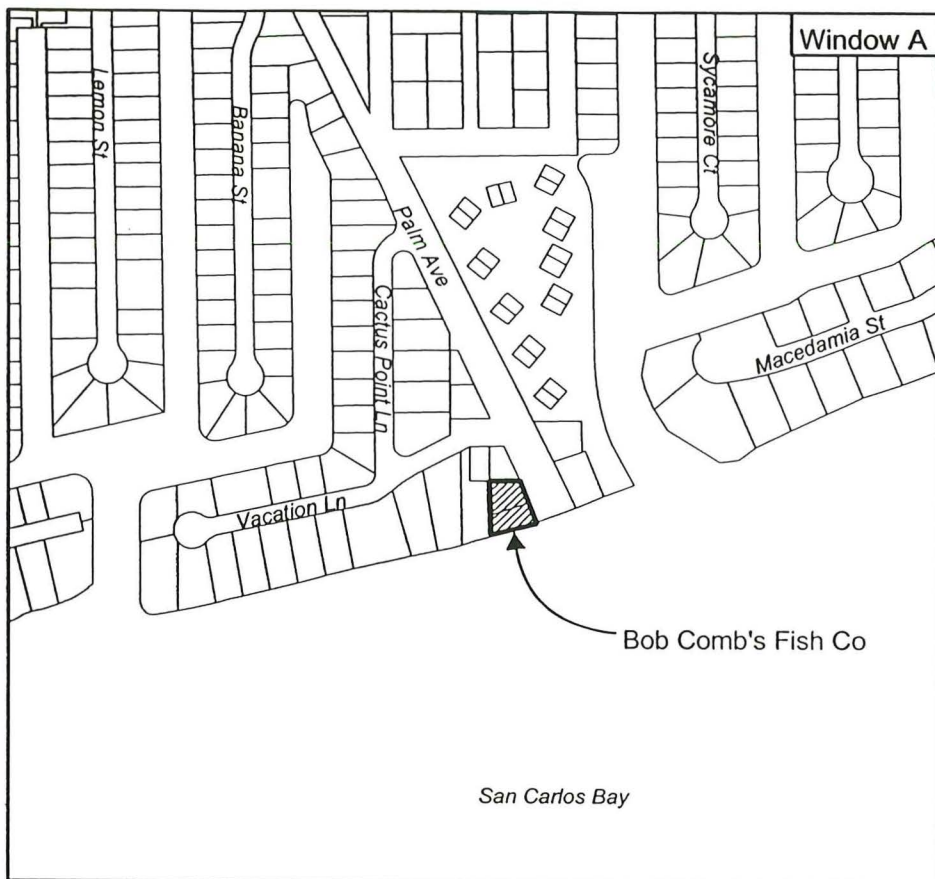 Window A
Lemon St
Banana St
Palm Ave
Cactus Point Ln
Sycamore Ct
Macedamia St
Vacation Ln
Bob Comb's Fish Co
San Carlos Bay